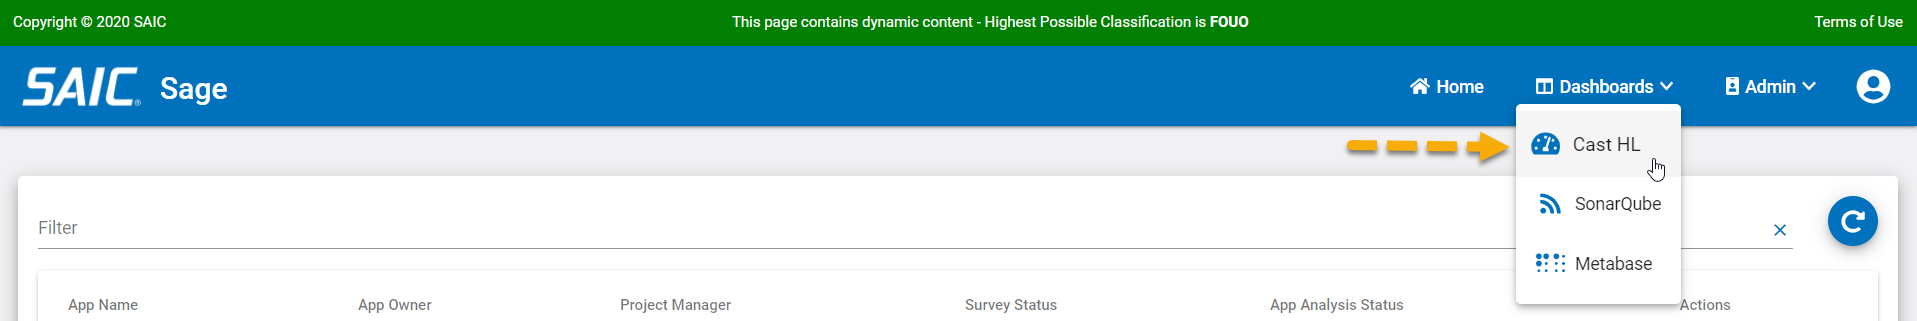 Copyright © 2020 SAIC
This page contains dynamic content - Highest Possible Classification is FOUO
Terms of Use
SAIC® Sage
Home
Dashboards
Admin
Cast HL
SonarQube
Metabase
Filter
App Name
App Owner
Project Manager
Survey Status
App Analysis Status
Actions